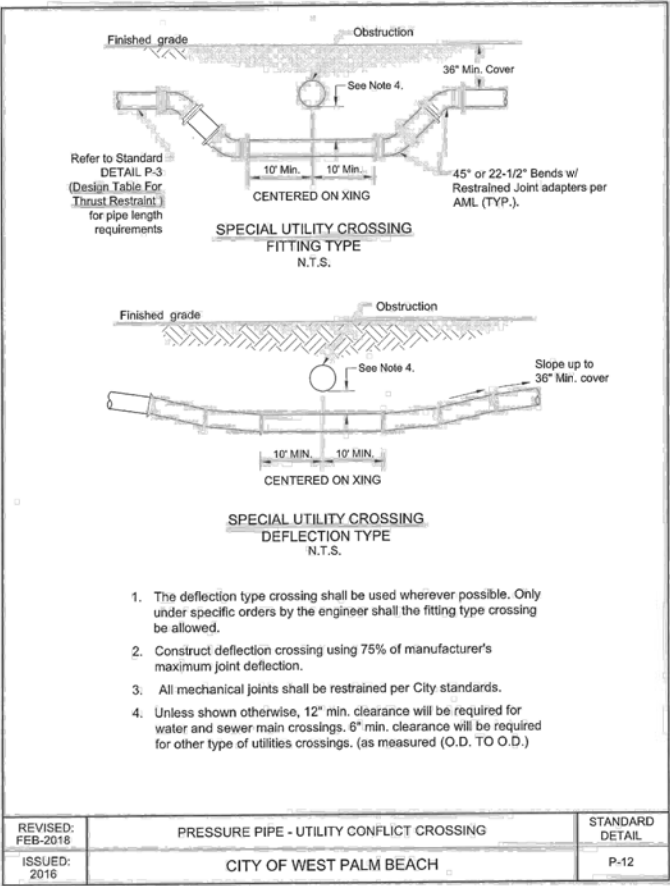 Finished grade
Obstruction
36" Min. Cover
See Note 4.
Refer to Standard
DETAIL P-3
(Design Table For
Thrust Restraint )
for pipe length
requirements
10' Min.
10' Min.
CENTERED ON XING
45° or 22-1/2° Bends w/
Restrained Joint adapters per
AML (TYP.).
SPECIAL UTILITY CROSSING
FITTING TYPE
N.T.S.
Finished grade
Obstruction
See Note 4.
Slope up to
36" Min. cover
10' MIN.
10' MIN.
CENTERED ON XING
SPECIAL UTILITY CROSSING
DEFLECTION TYPE
N.T.S.
1. The deflection type crossing shall be used wherever possible. Only
under specific orders by the engineer shall the fitting type crossing
be allowed.
2. Construct deflection crossing using 75% of manufacturer's
maximum joint deflection.
3. All mechanical joints shall be restrained per City standards.
4. Unless shown otherwise, 12" min. clearance will be required for
water and sewer main crossings. 6" min. clearance will be required
for other type of utilities crossings. (as measured (O.D. TO O.D.)
REVISED:
FEB-2018
PRESSURE PIPE - UTILITY CONFLICT CROSSING
STANDARD
DETAIL
ISSUED:
2016
CITY OF WEST PALM BEACH
P-12